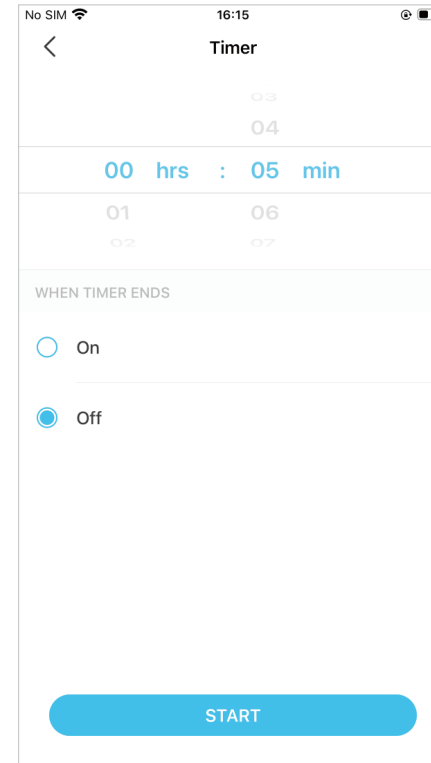 No SIM 16:15
Timer
03
04
00 hrs : 05 min
01 06
02 07
WHEN TIMER ENDS
On
Off
START